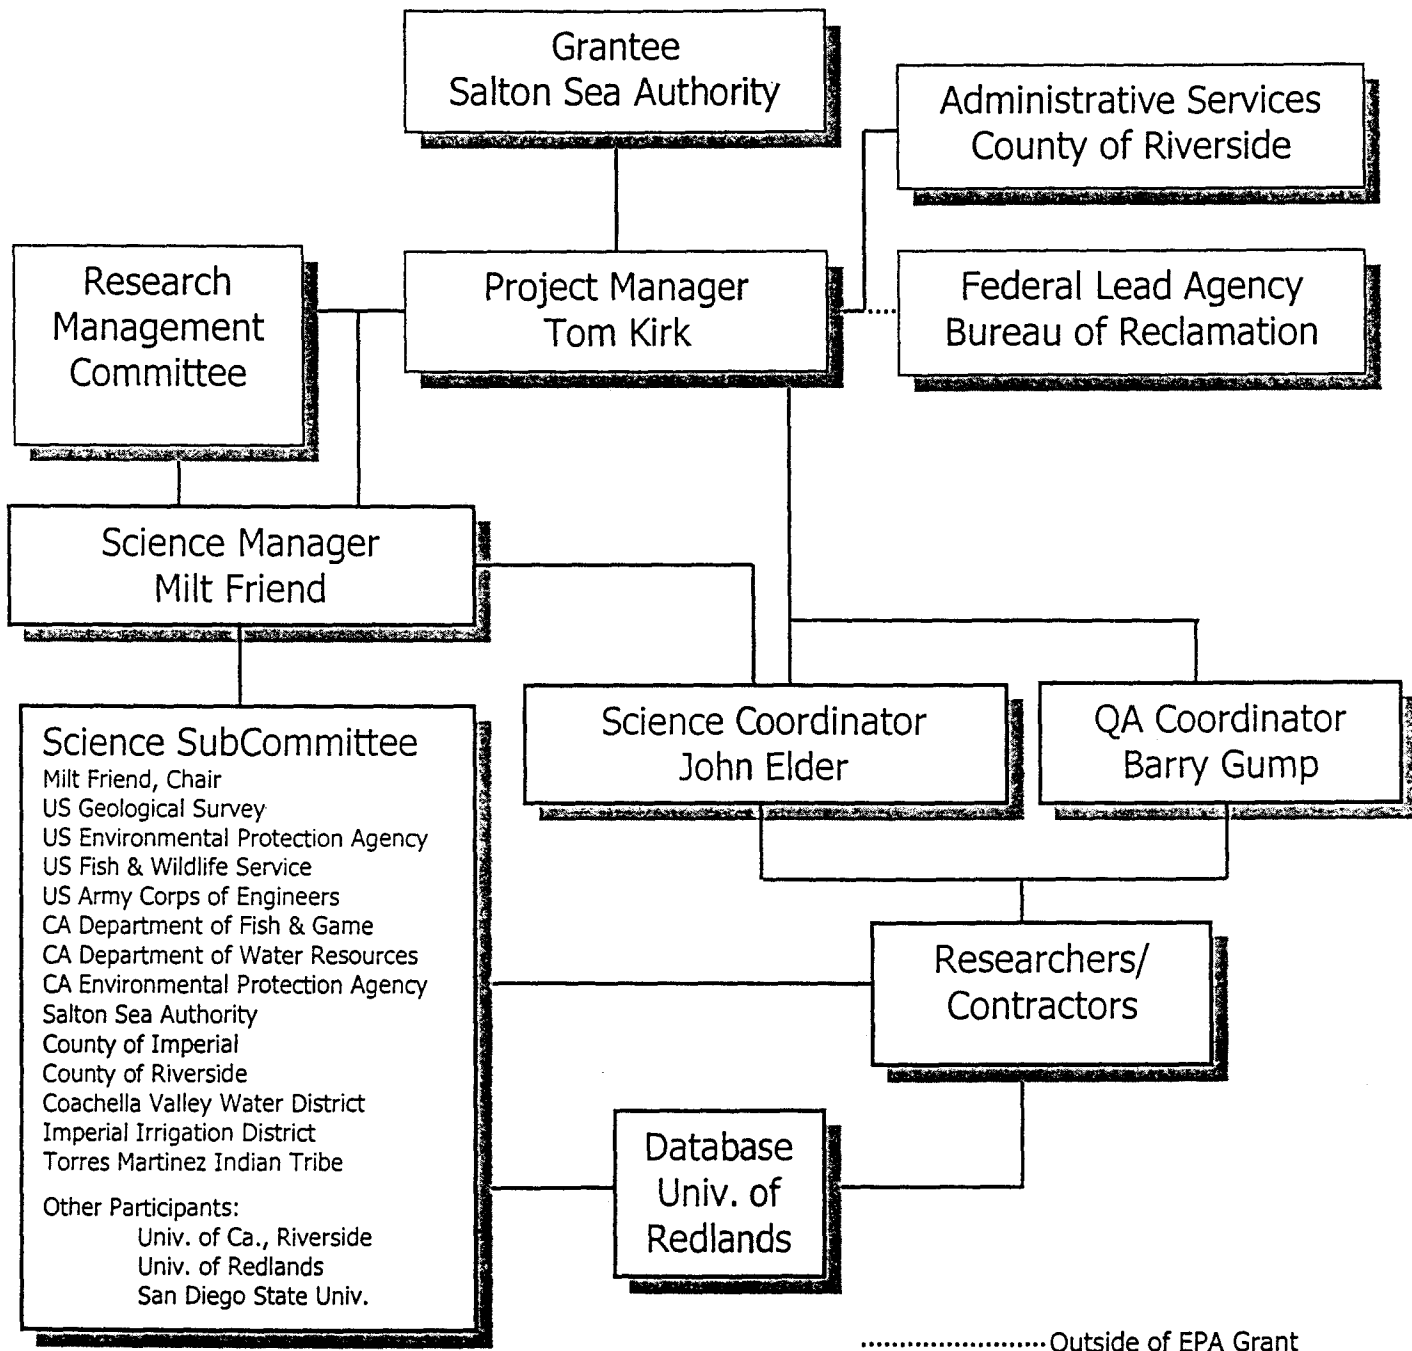 Grantee
Salton Sea Authority
Administrative Services
County of Riverside
Research
Management
Committee
Project Manager
Tom Kirk
Federal Lead Agency
Bureau of Reclamation
Science Manager
Milt Friend
Science SubCommittee
Milt Friend, Chair
US Geological Survey
US Environmental Protection Agency
US Fish & Wildlife Service
US Army Corps of Engineers
CA Department of Fish & Game
CA Department of Water Resources
CA Environmental Protection Agency
Salton Sea Authority
County of Imperial
County of Riverside
Coachella Valley Water District
Imperial Irrigation District
Torres Martinez Indian Tribe
Other Participants:
Univ. of Ca., Riverside
Univ. of Redlands
San Diego State Univ.
Science Coordinator
John Elder
QA Coordinator
Barry Gump
Researchers/
Contractors
Database
Univ. of
Redlands
Outside of EPA Grant